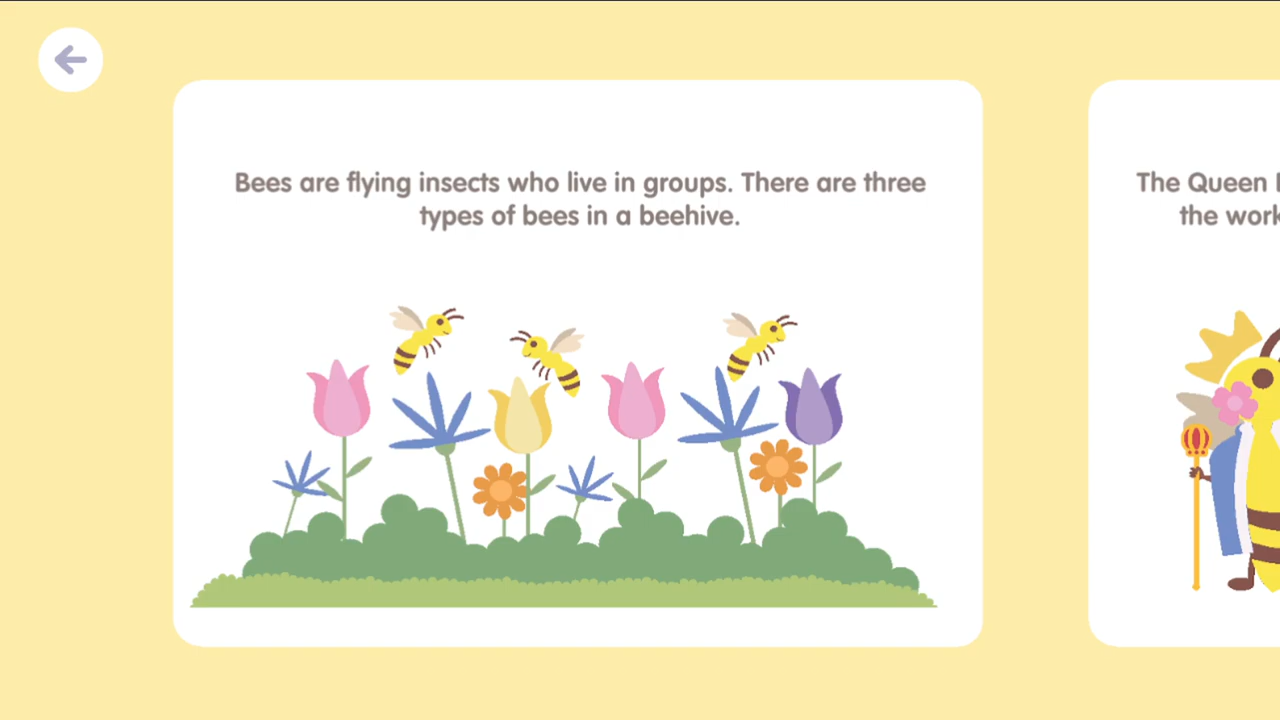 Bees are flying insects who live in groups. There are three
types of bees in a beehive.
The Queen
the work